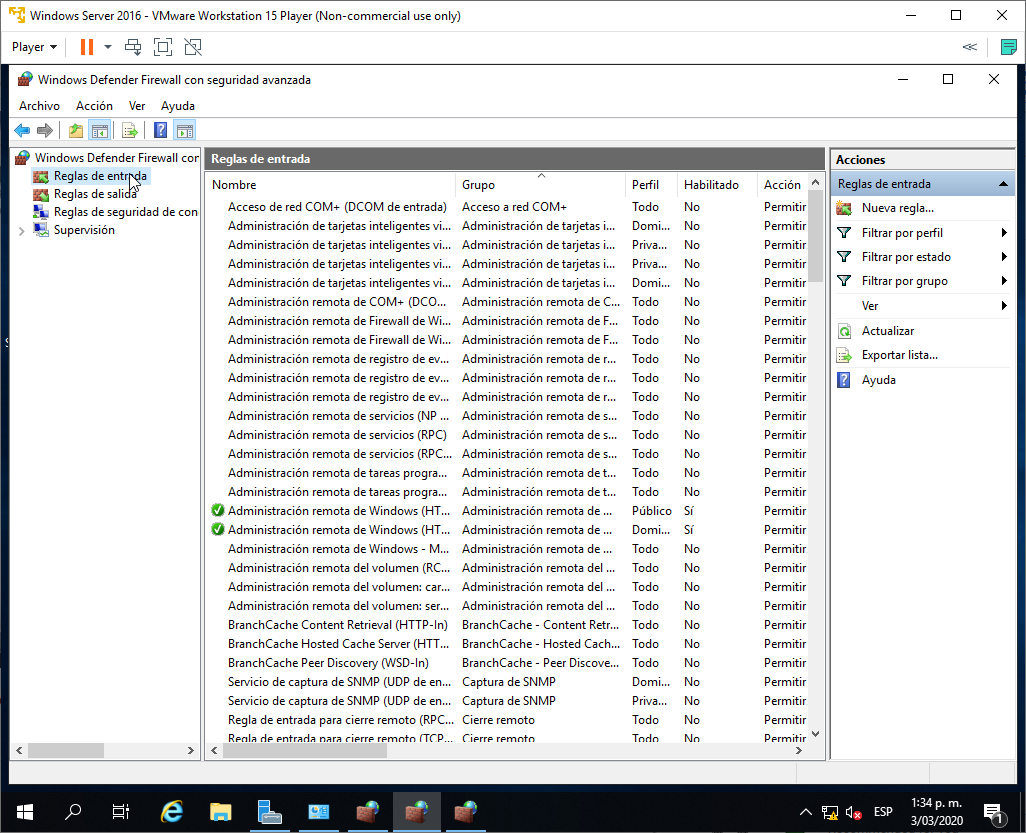 Windows Server 2016 - VMware Workstation 15 Player (Non-commercial use only)
Player
Windows Defender Firewall con seguridad avanzada
Archivo Acción Ver Ayuda
Windows Defender Firewall con
Reglas de entrada
Reglas de salida
Reglas de seguridad de con
Supervisión
Reglas de entrada
Nombre Grupo Perfil Habilitado Acción
Acceso de red COM+ (DCOM de entrada) Acceso a red COM+ Todo No Permitir
Administración de tarjetas inteligentes vi... Administración de tarjetas i... Domi... No Permitir
Administración de tarjetas inteligentes vi... Administración de tarjetas i... Priva... No Permitir
Administración de tarjetas inteligentes vi... Administración de tarjetas i... Priva... No Permitir
Administración de tarjetas inteligentes vi... Administración de tarjetas i... Domi... No Permitir
Administración remota de COM+ (DCO... Administración remota de C... Todo No Permitir
Administración remota de Firewall de Wi... Administración remota de F... Todo No Permitir
Administración remota de Firewall de Wi... Administración remota de F... Todo No Permitir
Administración remota de registro de ev... Administración remota de r... Todo No Permitir
Administración remota de registro de ev... Administración remota de r... Todo No Permitir
Administración remota de registro de ev... Administración remota de r... Todo No Permitir
Administración remota de servicios (NP ... Administración remota de s... Todo No Permitir
Administración remota de servicios (RPC) Administración remota de s... Todo No Permitir
Administración remota de servicios (RPC... Administración remota de s... Todo No Permitir
Administración remota de tareas progra... Administración remota de t... Todo No Permitir
Administración remota de tareas progra... Administración remota de t... Todo No Permitir
Administración remota de Windows (HT... Administración remota de ... Público Sí Permitir
Administración remota de Windows (HT... Administración remota de ... Domi... Sí Permitir
Administración remota de Windows - M... Administración remota de ... Todo No Permitir
Administración remota del volumen (RC... Administración remota del ... Todo No Permitir
Administración remota del volumen: car... Administración remota del ... Todo No Permitir
Administración remota del volumen: ser... Administración remota del ... Todo No Permitir
BranchCache Content Retrieval (HTTP-In) BranchCache - Content Retr... Todo No Permitir
BranchCache Hosted Cache Server (HTT... BranchCache - Hosted Cach... Todo No Permitir
BranchCache Peer Discovery (WSD-In) BranchCache - Peer Discove... Todo No Permitir
Servicio de captura de SNMP (UDP de en... Captura de SNMP Domi... No Permitir
Servicio de captura de SNMP (UDP de en... Captura de SNMP Priva... No Permitir
Regla de entrada para cierre remoto (RPC... Cierre remoto Todo No Permitir
Regla de entrada para cierre remoto (TCP... Cierre remoto Todo No Permitir
Acciones
Reglas de entrada
Nueva regla...
Filtrar por perfil
Filtrar por estado
Filtrar por grupo
Ver
Actualizar
Exportar lista...
Ayuda
ESP
1:34 p. m.
3/03/2020
1